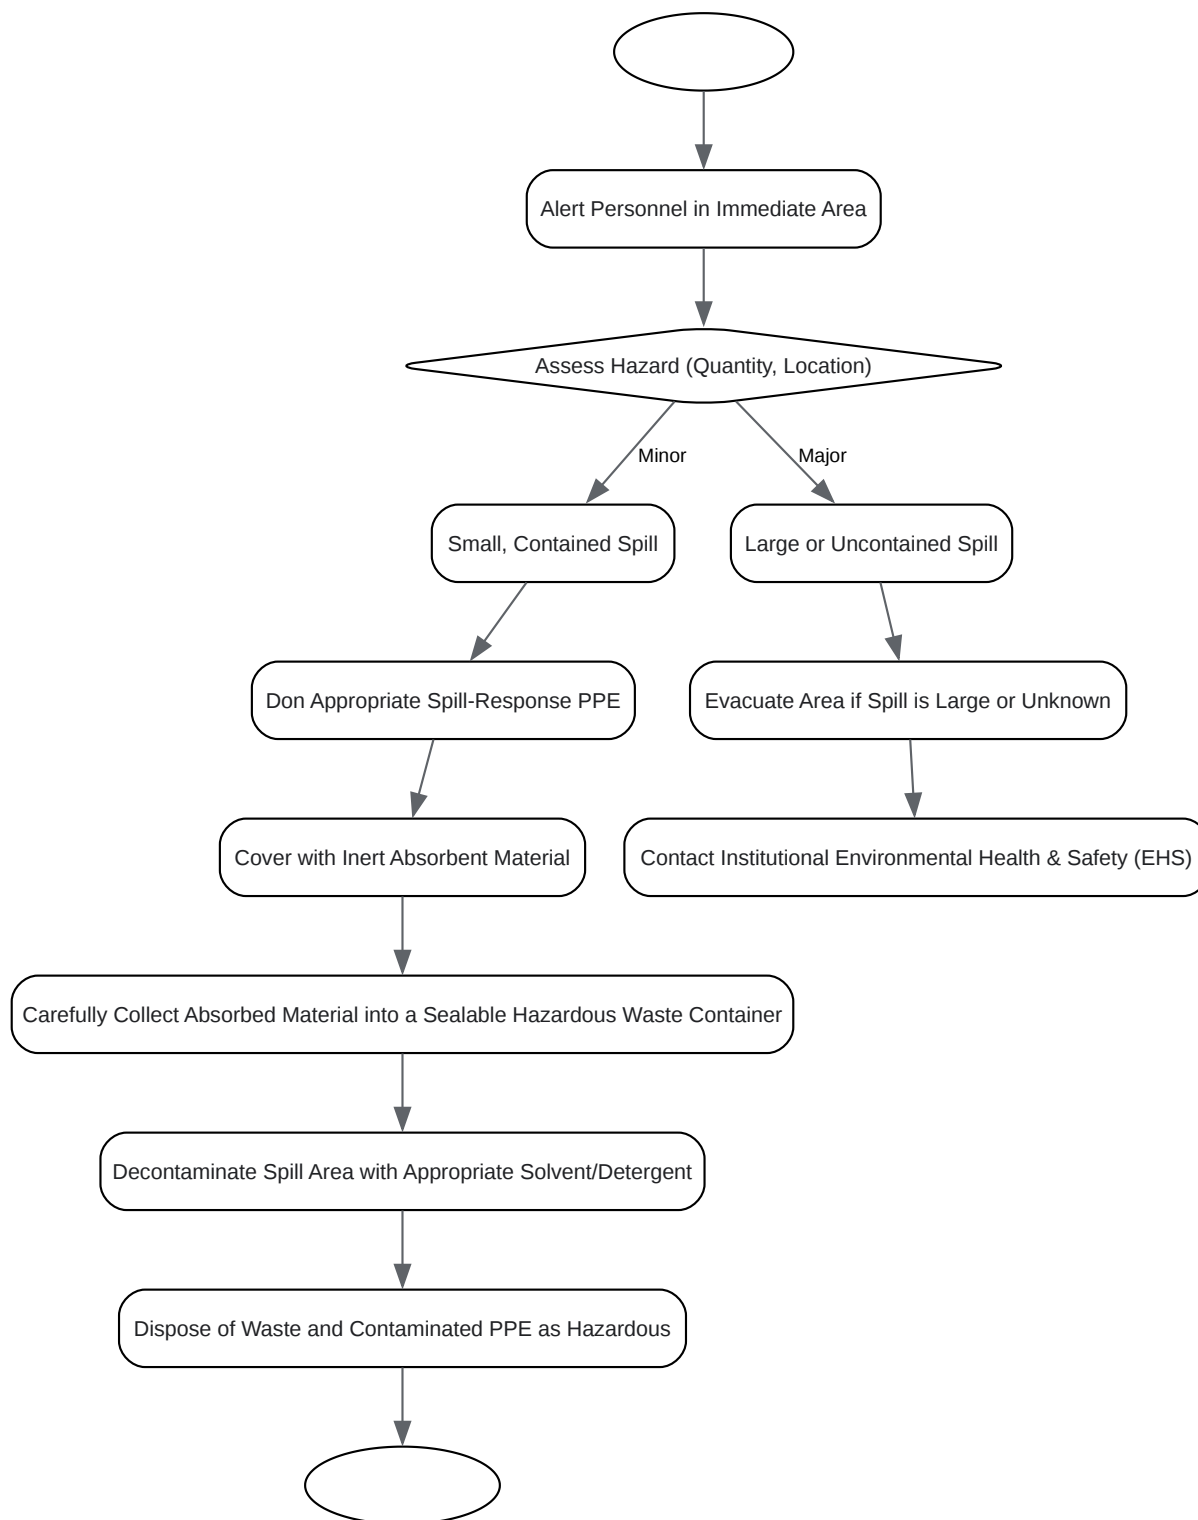 Alert Personnel in Immediate Area
Assess Hazard (Quantity, Location)
Minor
Major
Small, Contained Spill
Large or Uncontained Spill
Don Appropriate Spill-Response PPE
Evacuate Area if Spill is Large or Unknown
Cover with Inert Absorbent Material
Contact Institutional Environmental Health & Safety (EHS)
Carefully Collect Absorbed Material into a Sealable Hazardous Waste Container
Decontaminate Spill Area with Appropriate Solvent/Detergent
Dispose of Waste and Contaminated PPE as Hazardous